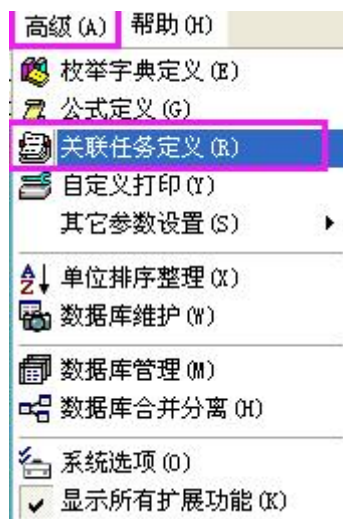 高级(A) 帮助(H)
枚举字典定义(E)
公式定义(G)
关联任务定义(R)
自定义打印(Y)
其它参数设置(S)
单位排序整理(X)
数据库维护(W)
数据库管理(M)
数据库合并分离(H)
系统选项(O)
显示所有扩展功能(K)